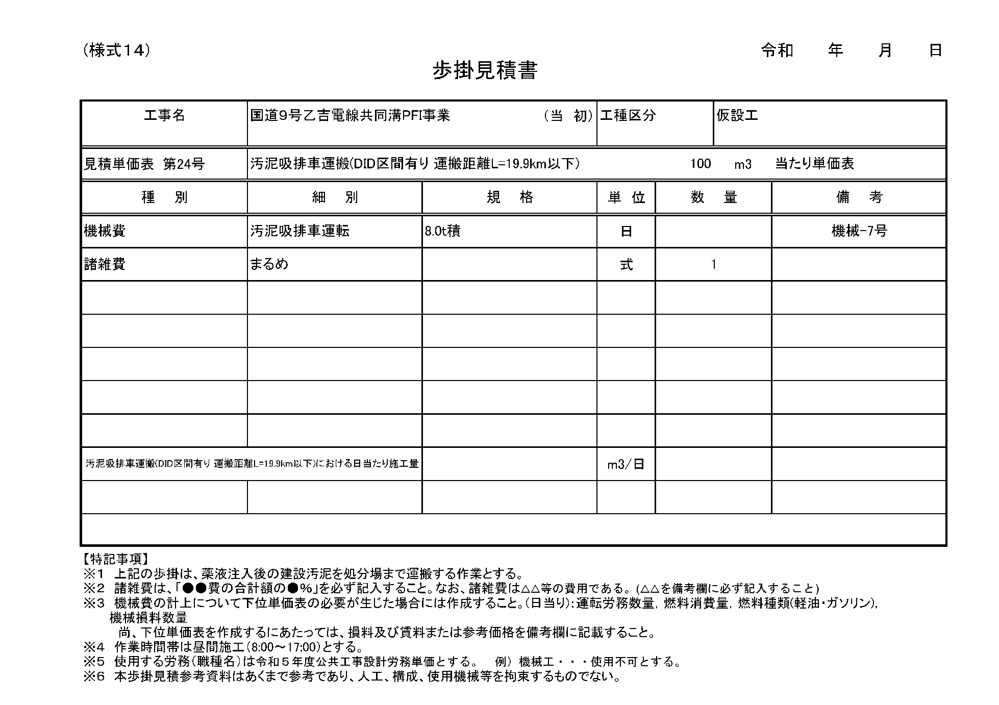 (様式14)
令和　　年　　月　　日
歩掛見積書
工事名　国道9号乙吉電線共同溝PFI事業　（当　初）　工種区分　仮設工
見積単価表　第24号　汚泥吸排車運搬(DID区間有り 運搬距離L=19.9km以下)　100　m3　当たり単価表
種　別　細　別　規　格　単　位　数　量　備　考
機械費　汚泥吸排車運転　8.0t積　日　機械-7号
諸雑費　まるめ　式　1
汚泥吸排車運搬(DID区間有り 運搬距離L=19.9km以下)における日当たり施工量　m3/日
【特記事項】
※1　上記の歩掛は、薬液注入後の建設汚泥を処分場まで運搬する作業とする。
※2　諸雑費は、「●●費の合計額の●%」を必ず記入すること。なお、諸雑費は△△等の費用である。(△△を備考欄に必ず記入すること)
※3　機械費の計上について下位単価表の必要が生じた場合には作成すること。(日当り)：運転労務数量，燃料消費量，燃料種類(軽油・ガソリン)，
機械損料数量
尚、下位単価表を作成するにあたっては、損料及び賃料または参考価格を備考欄に記載すること。
※4　作業時間帯は昼間施工(8:00～17:00)とする。
※5　使用する労務(職種名)は令和５年度公共工事設計労務単価とする。　例）機械工・・・使用不可とする。
※6　本歩掛見積参考資料はあくまで参考であり、人工、構成、使用機械等を拘束するものでない。